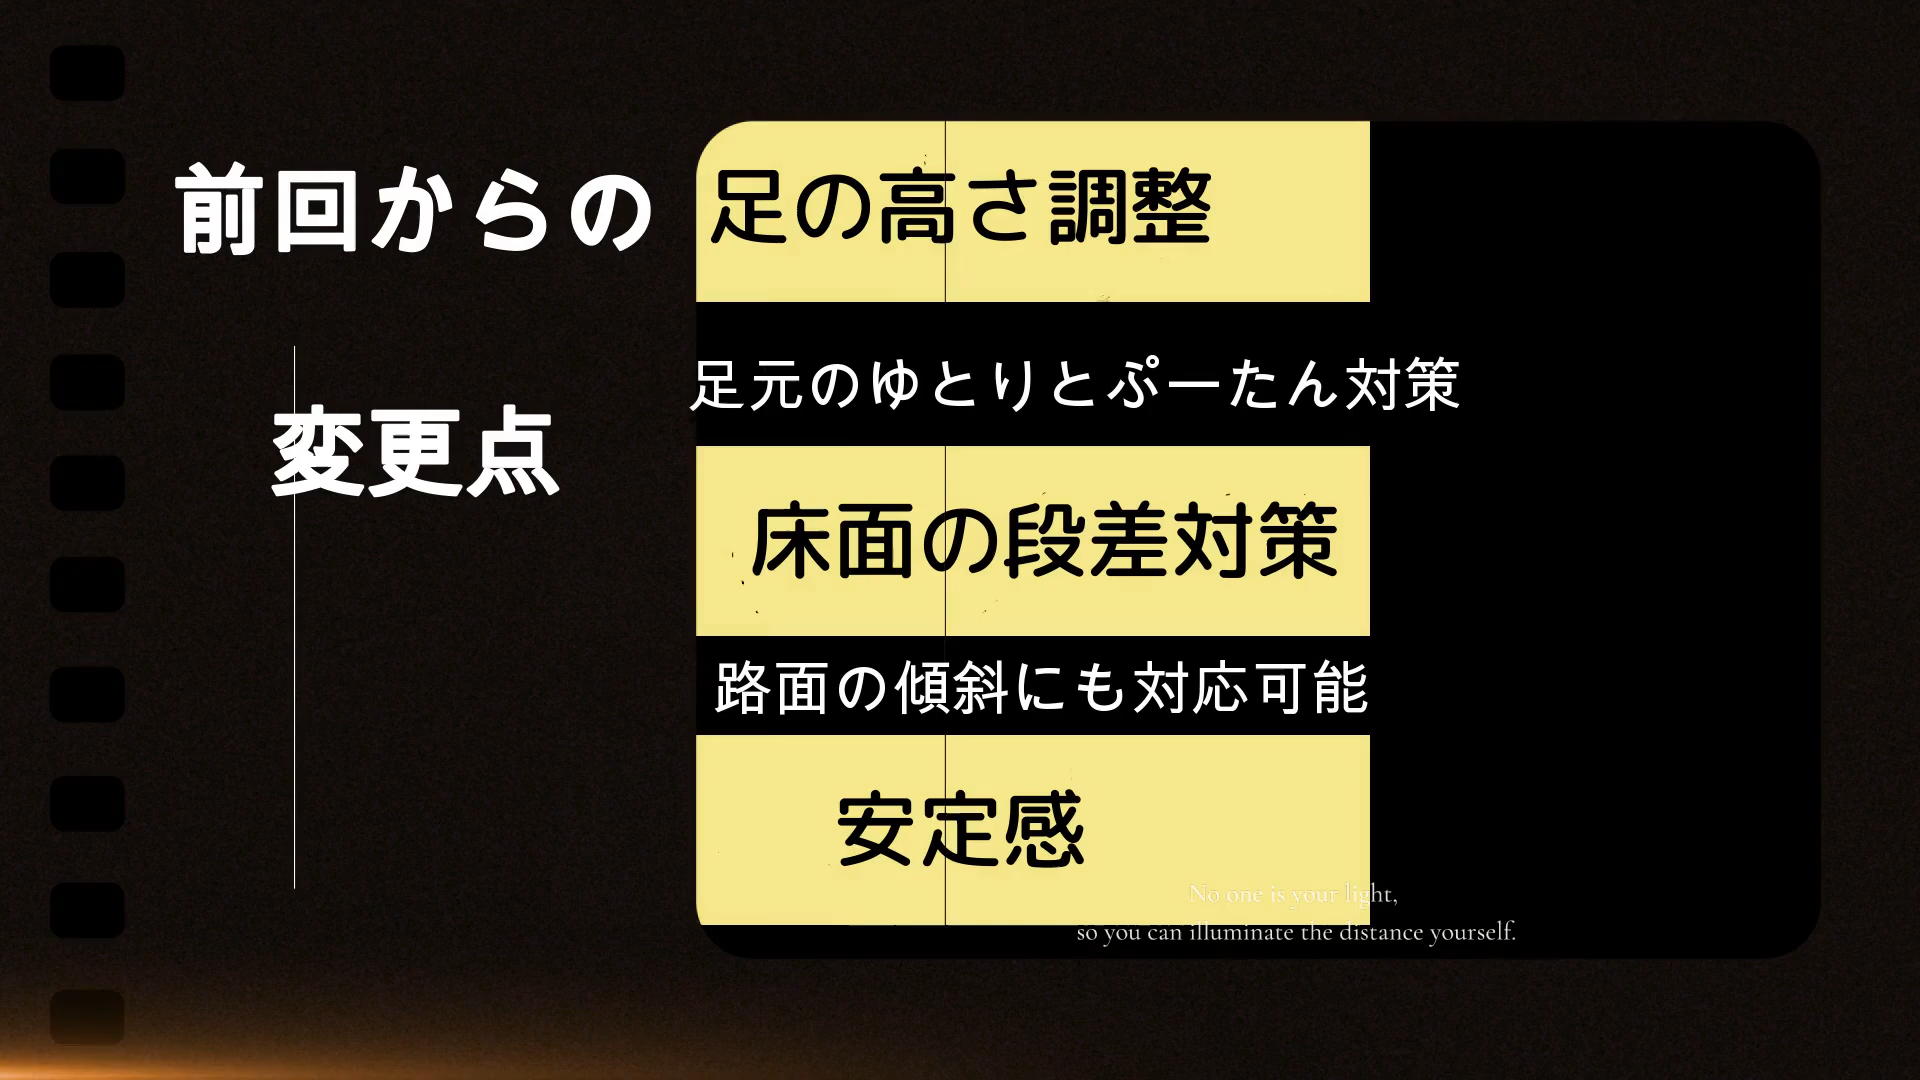 前回からの
変更点
足の高さ調整
足元のゆとりとぷーたん対策
床面の段差対策
路面の傾斜にも対応可能
安定感
No one is your light,
so you can illuminate the distance yourself.